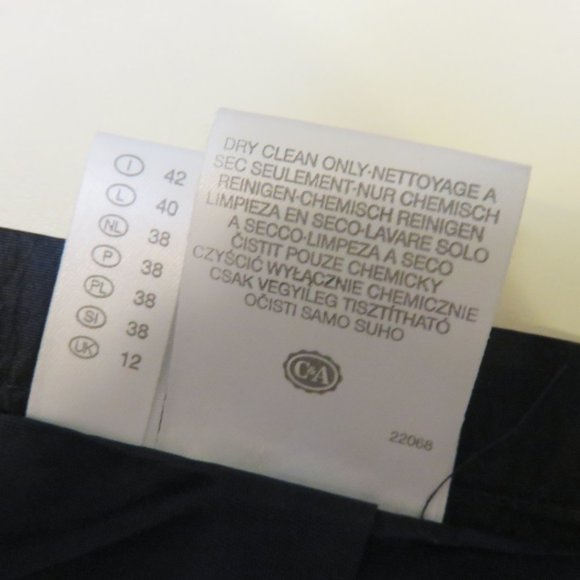 I 42
L 40
NL 38
P 38
PL 38
SI 38
UK 12
DRY CLEAN ONLY·NETTOYAGE A
SEC SEULEMENT·NUR CHEMISCH
REINIGEN·CHEMISCH REINIGEN
LIMPIEZA EN SECO·LAVARE SOLO
A SECCO·LIMPEZA A SECO
ČISTIT POUZE CHEMICKY
CZYŚCIĆ WYŁĄCZNIE CHEMICZNIE
CSAK VEGYILEG TISZTÍTHATÓ
OČISTI SAMO SUHO
C&A
22068